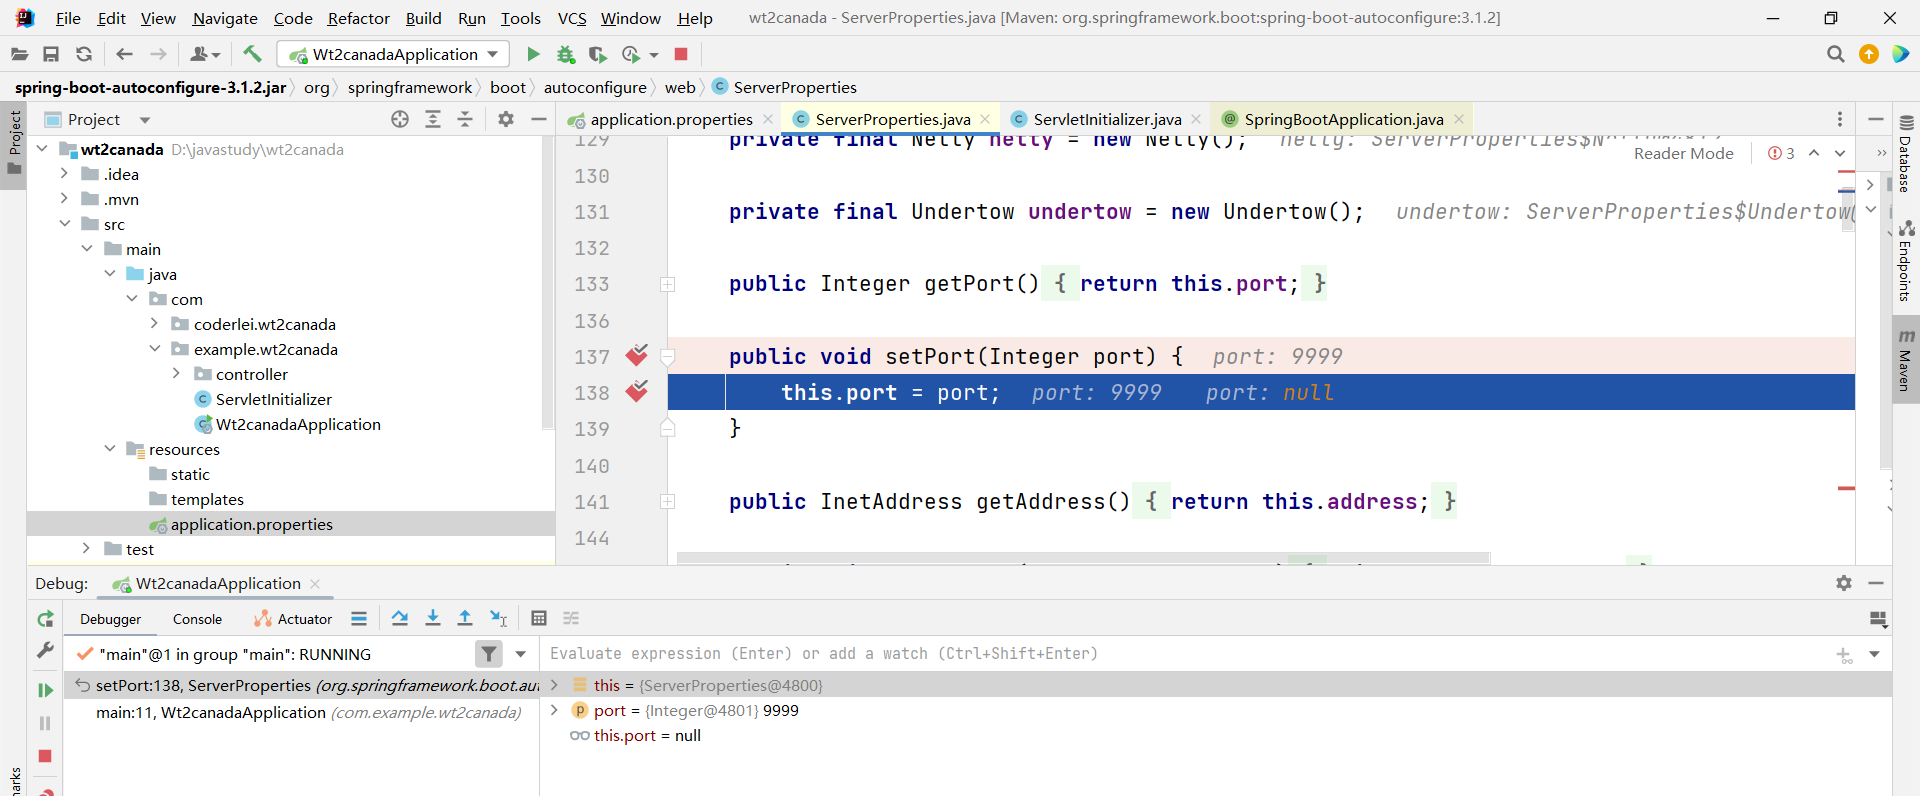 File Edit View Navigate Code Refactor Build Run Tools VCS Window Help wt2canada - ServerProperties.java [Maven: org.springframework.boot:spring-boot-autoconfigure:3.1.2]
Wt2canadaApplication
spring-boot-autoconfigure-3.1.2.jar org springframework boot autoconfigure web ServerProperties
Project
Project
wt2canada D:\javastudy\wt2canada
.idea
.mvn
src
main
java
com
coderlei.wt2canada
example.wt2canada
controller
ServletInitializer
Wt2canadaApplication
resources
static
templates
application.properties
test
application.properties ServerProperties.java ServletInitializer.java SpringBootApplication.java
Reader Mode 3
129 private final Netty netty = new Netty(); netty: ServerProperties$N
130
131 private final Undertow undertow = new Undertow(); undertow: ServerProperties$Undertow
132
133 public Integer getPort() { return this.port; }
136
137 public void setPort(Integer port) { port: 9999
138 this.port = port; port: 9999 port: null
139 }
140
141 public InetAddress getAddress() { return this.address; }
144
Database
Endpoints
Maven
Debug: Wt2canadaApplication
Debugger Console Actuator
"main"@1 in group "main": RUNNING
Evaluate expression (Enter) or add a watch (Ctrl+Shift+Enter)
setPort:138, ServerProperties (org.springframework.boot.aut
main:11, Wt2canadaApplication (com.example.wt2canada)
this = {ServerProperties@4800}
port = {Integer@4801} 9999
this.port = null